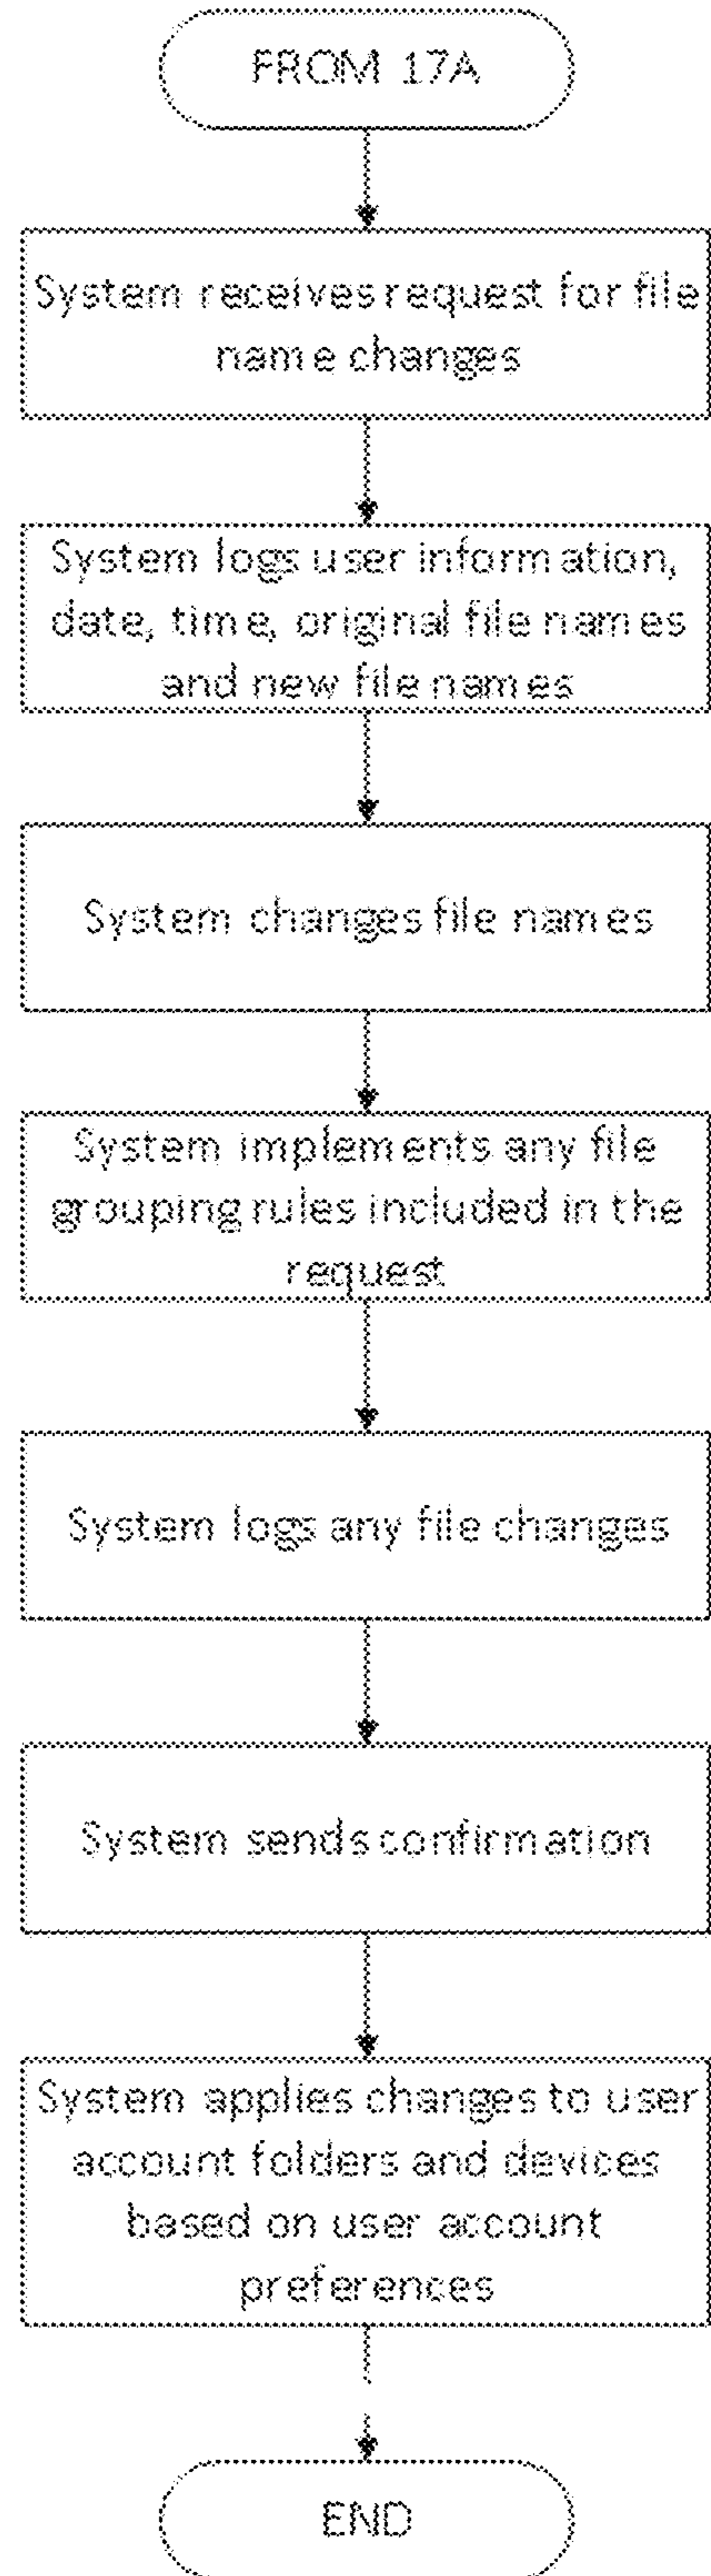 FROM 17A
System receives request for file
name changes
System logs user information,
date, time, original file names
and new file names
System changes file names
System implements any file
grouping rules included in the
request
System logs any file changes
System sends confirmation
System applies changes to user
account folders and devices
based on user account
preferences
END